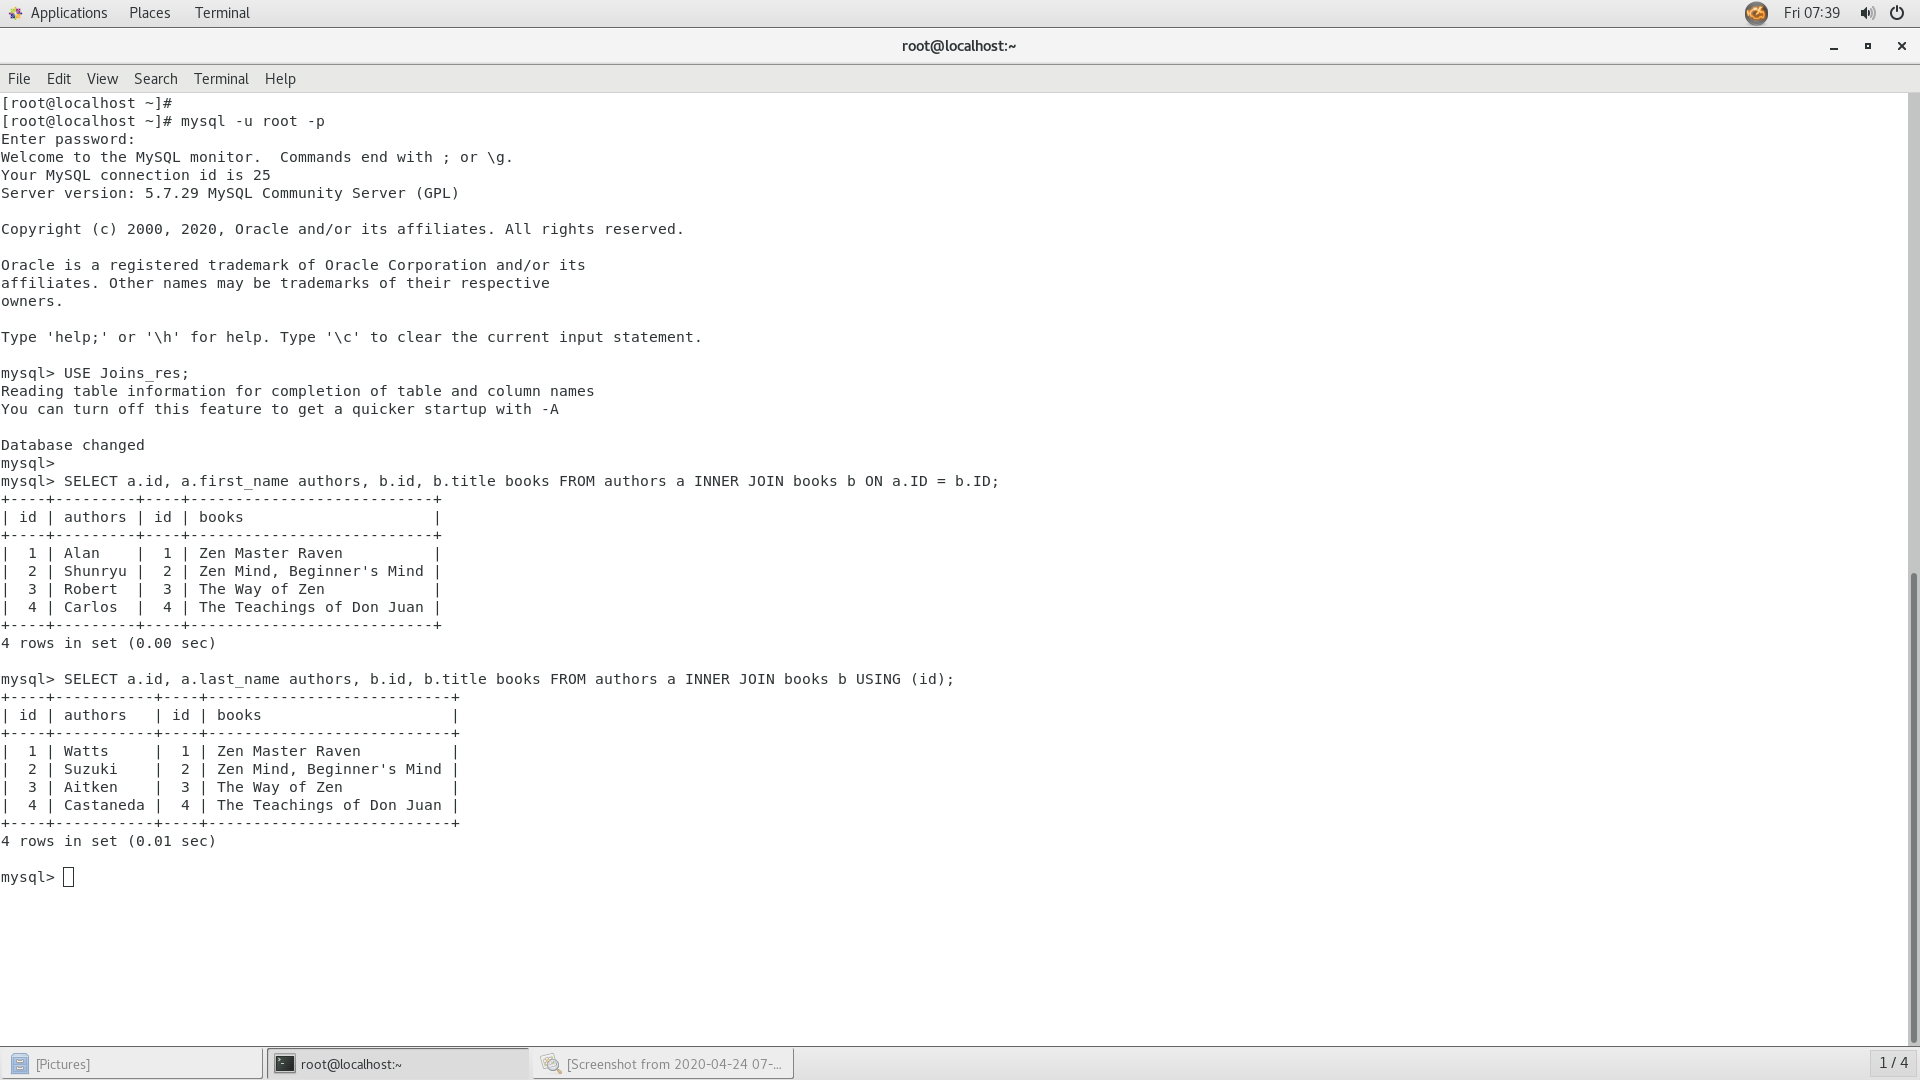 Applications Places Terminal Fri 07:39
root@localhost:~
File Edit View Search Terminal Help
[root@localhost ~]#
[root@localhost ~]# mysql -u root -p
Enter password:
Welcome to the MySQL monitor.  Commands end with ; or \g.
Your MySQL connection id is 25
Server version: 5.7.29 MySQL Community Server (GPL)
Copyright (c) 2000, 2020, Oracle and/or its affiliates. All rights reserved.
Oracle is a registered trademark of Oracle Corporation and/or its
affiliates. Other names may be trademarks of their respective
owners.
Type 'help;' or '\h' for help. Type '\c' to clear the current input statement.
mysql> USE Joins_res;
Reading table information for completion of table and column names
You can turn off this feature to get a quicker startup with -A
Database changed
mysql>
mysql> SELECT a.id, a.first_name authors, b.id, b.title books FROM authors a INNER JOIN books b ON a.ID = b.ID;
+----+---------+----+---------------------------+
| id | authors | id | books                     |
+----+---------+----+---------------------------+
|  1 | Alan    |  1 | Zen Master Raven          |
|  2 | Shunryu |  2 | Zen Mind, Beginner's Mind |
|  3 | Robert  |  3 | The Way of Zen            |
|  4 | Carlos  |  4 | The Teachings of Don Juan |
+----+---------+----+---------------------------+
4 rows in set (0.00 sec)
mysql> SELECT a.id, a.last_name authors, b.id, b.title books FROM authors a INNER JOIN books b USING (id);
+----+-----------+----+---------------------------+
| id | authors   | id | books                     |
+----+-----------+----+---------------------------+
|  1 | Watts     |  1 | Zen Master Raven          |
|  2 | Suzuki    |  2 | Zen Mind, Beginner's Mind |
|  3 | Aitken    |  3 | The Way of Zen            |
|  4 | Castaneda |  4 | The Teachings of Don Juan |
+----+-----------+----+---------------------------+
4 rows in set (0.01 sec)
mysql>
[Pictures] root@localhost:~ [Screenshot from 2020-04-24 07-... 1 / 4